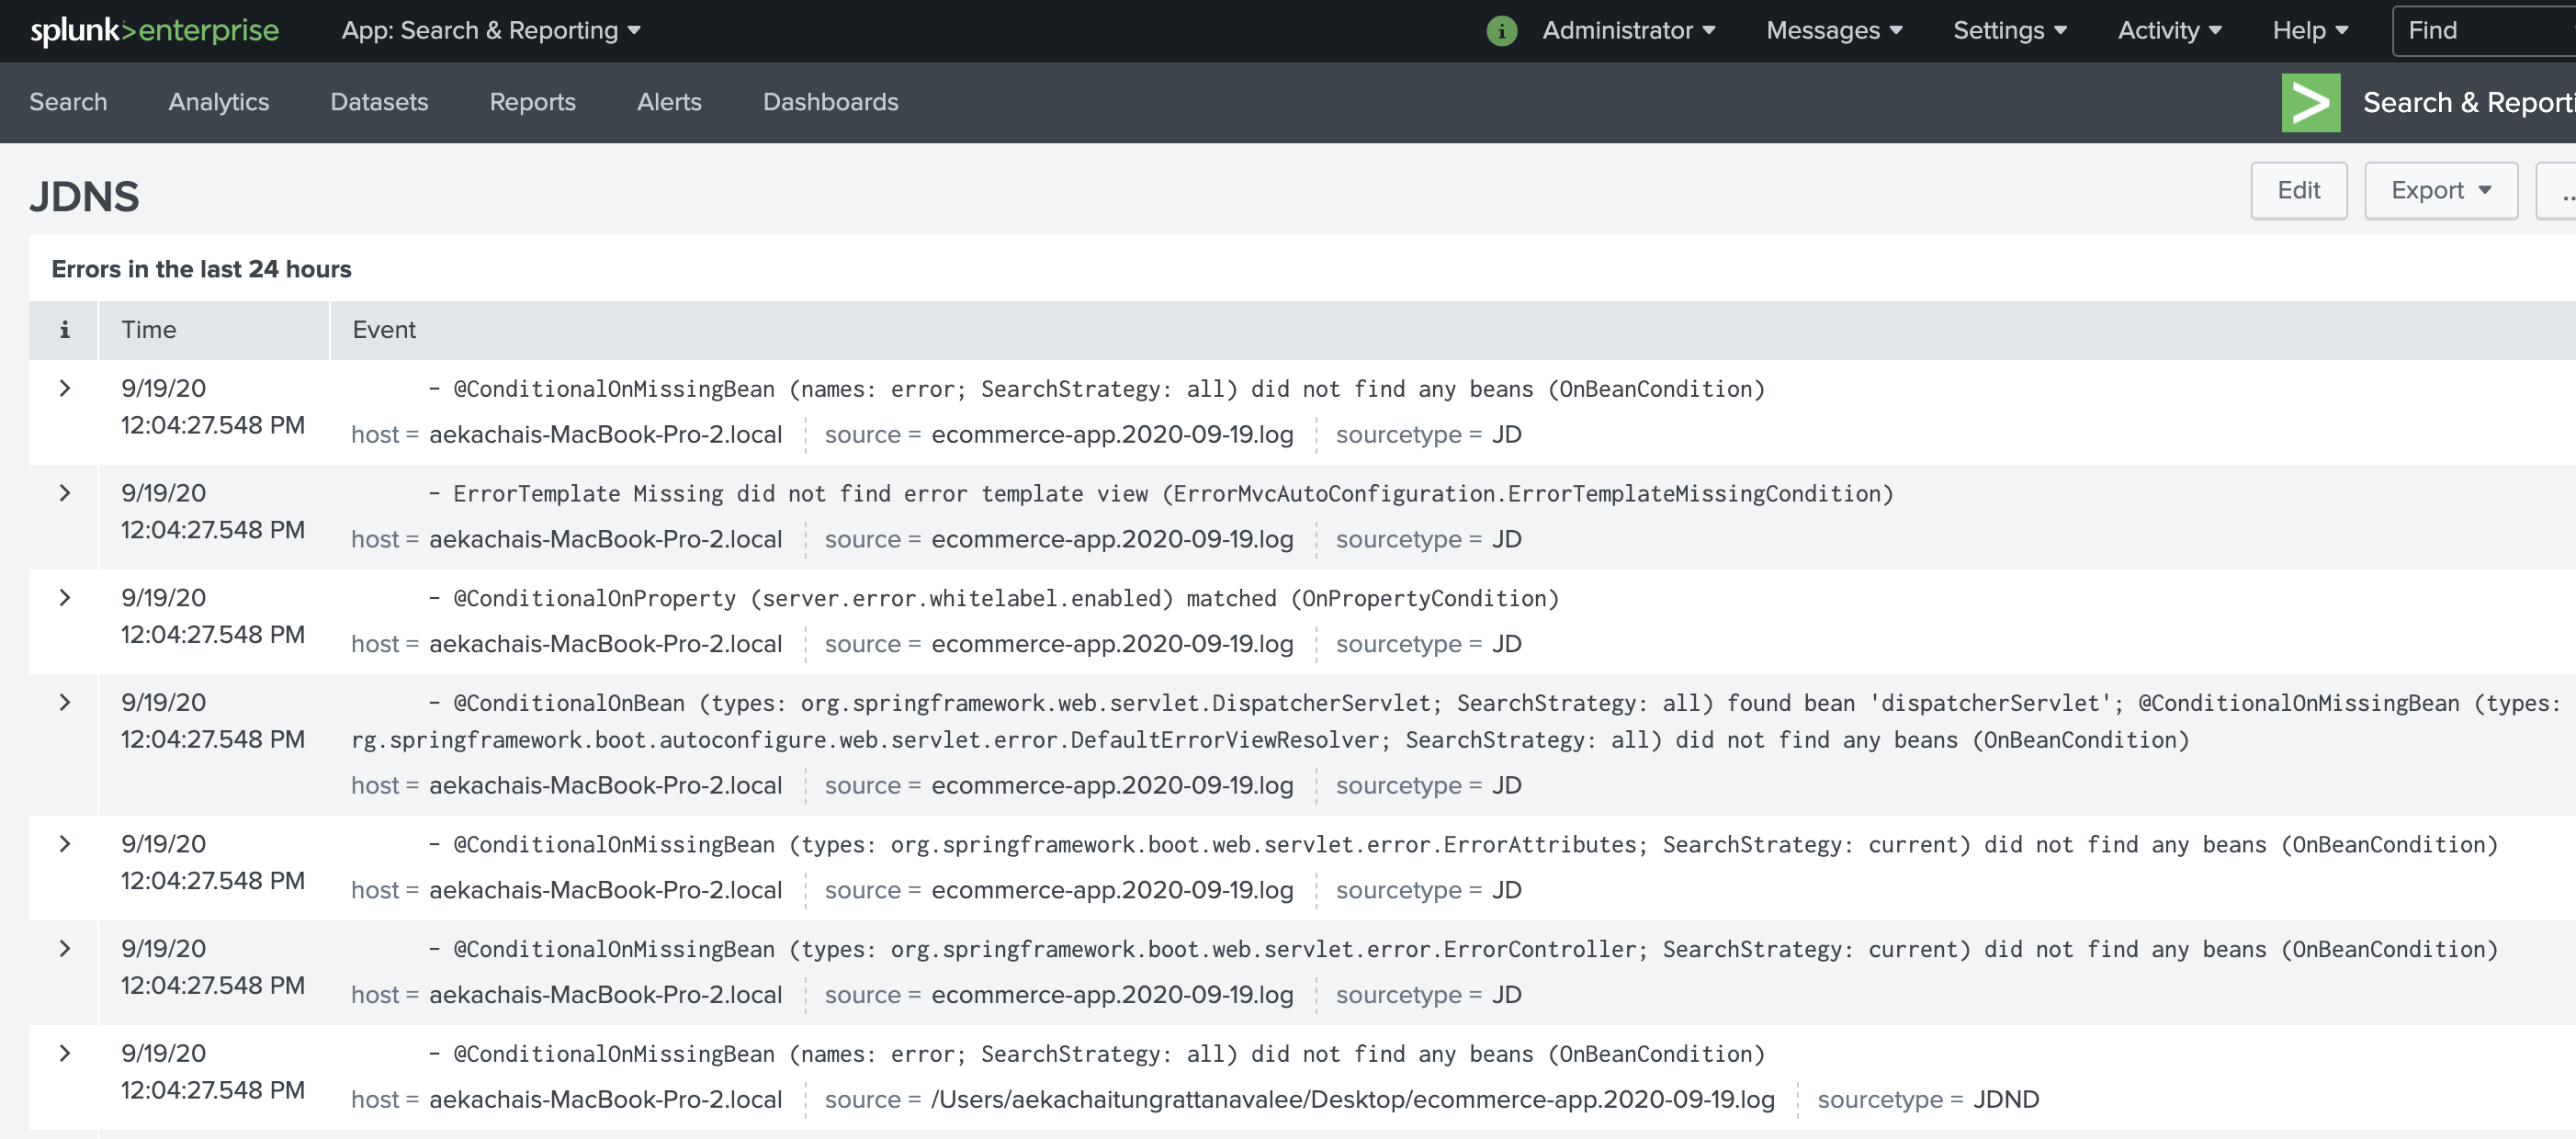 splunk>enterprise App: Search & Reporting Administrator Messages Settings Activity Help Find
Search Analytics Datasets Reports Alerts Dashboards Search & Reporti
JDNS
Edit Export ..
Errors in the last 24 hours
i Time Event
9/19/20 - @ConditionalOnMissingBean (names: error; SearchStrategy: all) did not find any beans (OnBeanCondition)
12:04:27.548 PM
host = aekachais-MacBook-Pro-2.local source = ecommerce-app.2020-09-19.log sourcetype = JD
9/19/20 - ErrorTemplate Missing did not find error template view (ErrorMvcAutoConfiguration.ErrorTemplateMissingCondition)
12:04:27.548 PM
host = aekachais-MacBook-Pro-2.local source = ecommerce-app.2020-09-19.log sourcetype = JD
9/19/20 - @ConditionalOnProperty (server.error.whitelabel.enabled) matched (OnPropertyCondition)
12:04:27.548 PM
host = aekachais-MacBook-Pro-2.local source = ecommerce-app.2020-09-19.log sourcetype = JD
9/19/20 - @ConditionalOnBean (types: org.springframework.web.servlet.DispatcherServlet; SearchStrategy: all) found bean 'dispatcherServlet'; @ConditionalOnMissingBean (types:
12:04:27.548 PM rg.springframework.boot.autoconfigure.web.servlet.error.DefaultErrorViewResolver; SearchStrategy: all) did not find any beans (OnBeanCondition)
host = aekachais-MacBook-Pro-2.local source = ecommerce-app.2020-09-19.log sourcetype = JD
9/19/20 - @ConditionalOnMissingBean (types: org.springframework.boot.web.servlet.error.ErrorAttributes; SearchStrategy: current) did not find any beans (OnBeanCondition)
12:04:27.548 PM
host = aekachais-MacBook-Pro-2.local source = ecommerce-app.2020-09-19.log sourcetype = JD
9/19/20 - @ConditionalOnMissingBean (types: org.springframework.boot.web.servlet.error.ErrorController; SearchStrategy: current) did not find any beans (OnBeanCondition)
12:04:27.548 PM
host = aekachais-MacBook-Pro-2.local source = ecommerce-app.2020-09-19.log sourcetype = JD
9/19/20 - @ConditionalOnMissingBean (names: error; SearchStrategy: all) did not find any beans (OnBeanCondition)
12:04:27.548 PM
host = aekachais-MacBook-Pro-2.local source = /Users/aekachaitungrattanavalee/Desktop/ecommerce-app.2020-09-19.log sourcetype = JDND